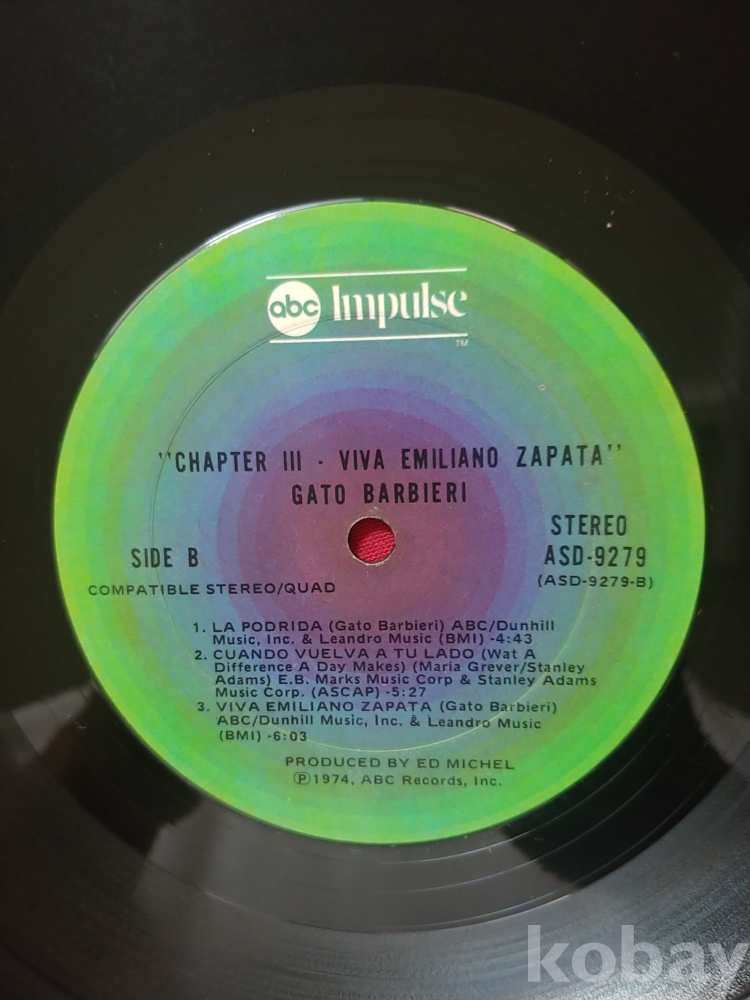 abc Impulse
TM
"CHAPTER III - VIVA EMILIANO ZAPATA"
GATO BARBIERI
STEREO
SIDE B
ASD-9279
COMPATIBLE STEREO/QUAD
(ASD-9279-B)
1. LA PODRIDA (Gato Barbieri) ABC/Dunhill
Music, Inc. & Leandro Music (BMI) -4:43
2. CUANDO VUELVA A TU LADO (Wat A
Difference A Day Makes) (Maria Grever/Stanley
Adams) E.B. Marks Music Corp & Stanley Adams
Music Corp. (ASCAP) -5:27
3. VIVA EMILIANO ZAPATA (Gato Barbieri)
ABC/Dunhill Music, Inc. & Leandro Music
(BMI) -6:03
PRODUCED BY ED MICHEL
Ⓟ1974, ABC Records, Inc.
kobay